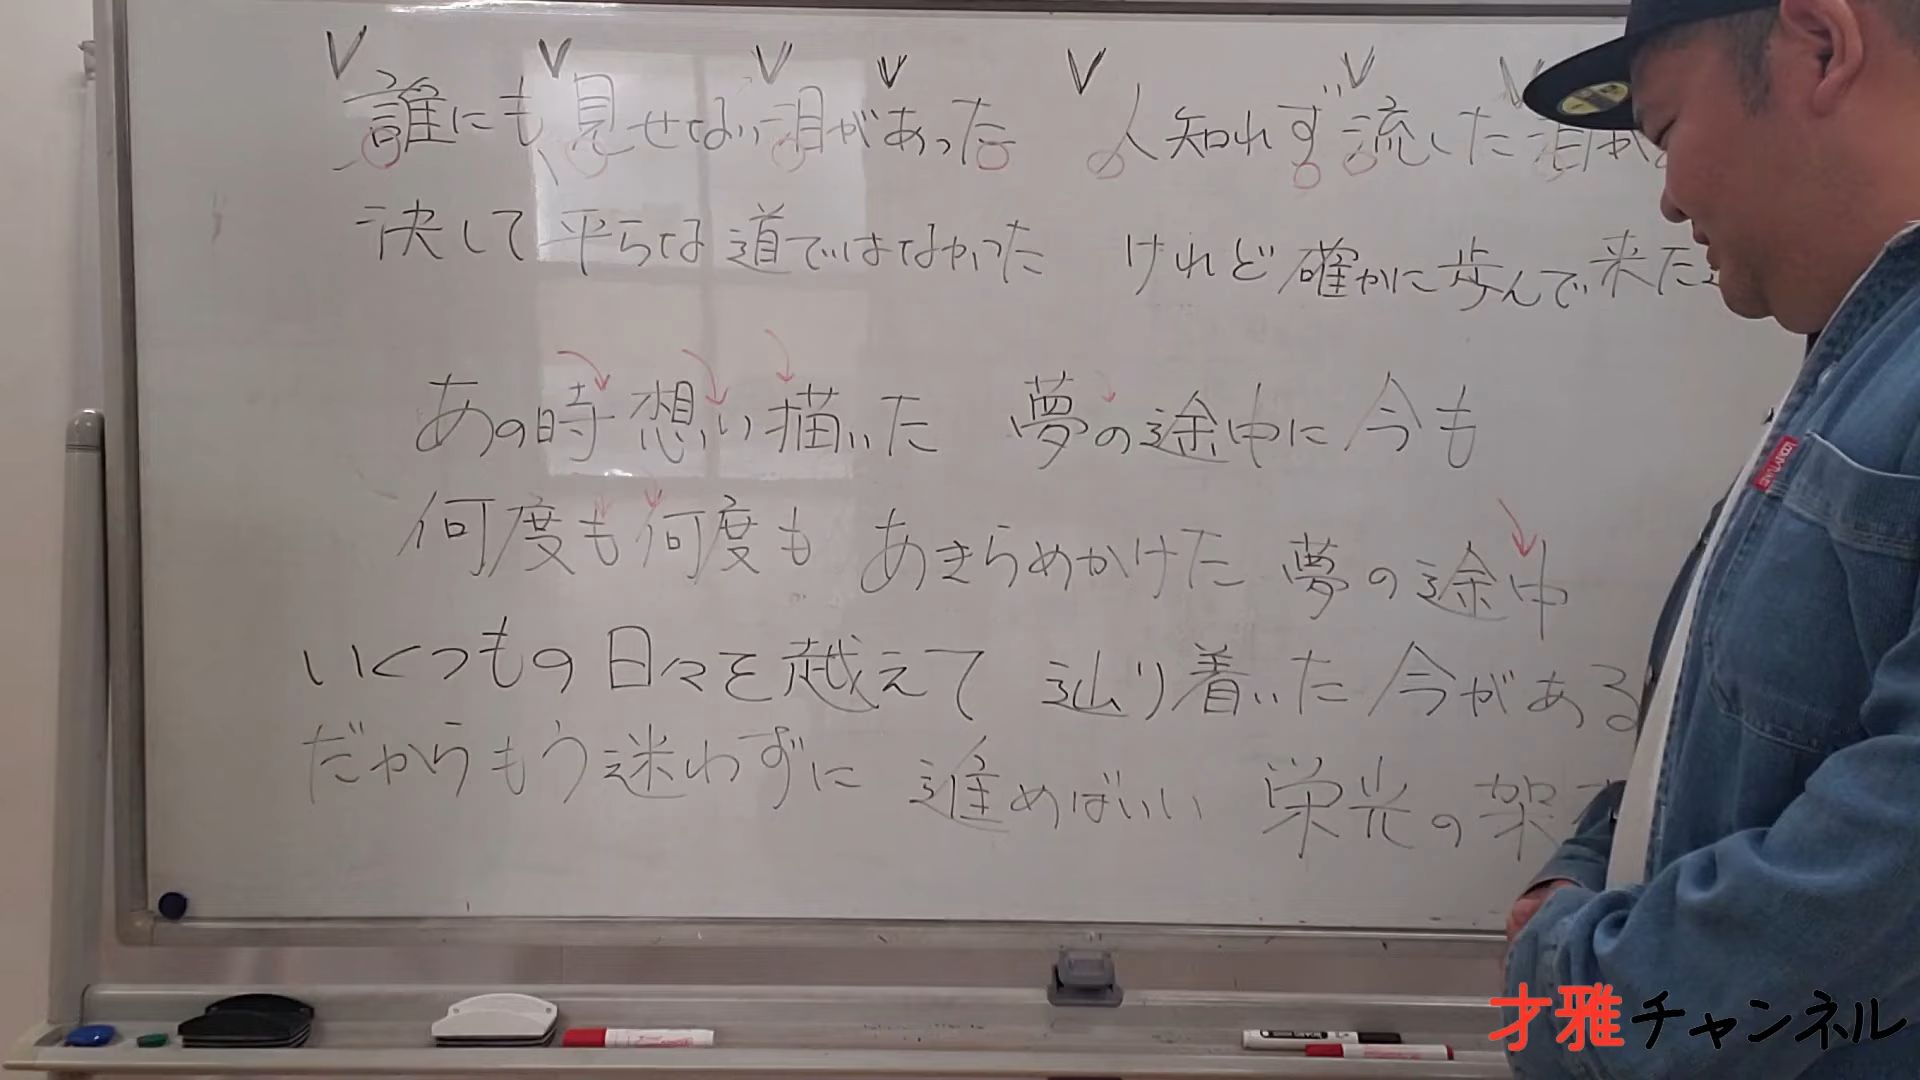 V V V V V V V
誰にも見せない泪があった 人知れず流した泪が
決して平らな道ではなかった けれど確かに歩んで来た
あの時想い描いた 夢の途中に今も
何度も何度も あきらめかけた 夢の途中
いくつもの日々を越えて 辿り着いた今がある
だからもう迷わずに 進めばいい 栄光の架
才雅チャンネル